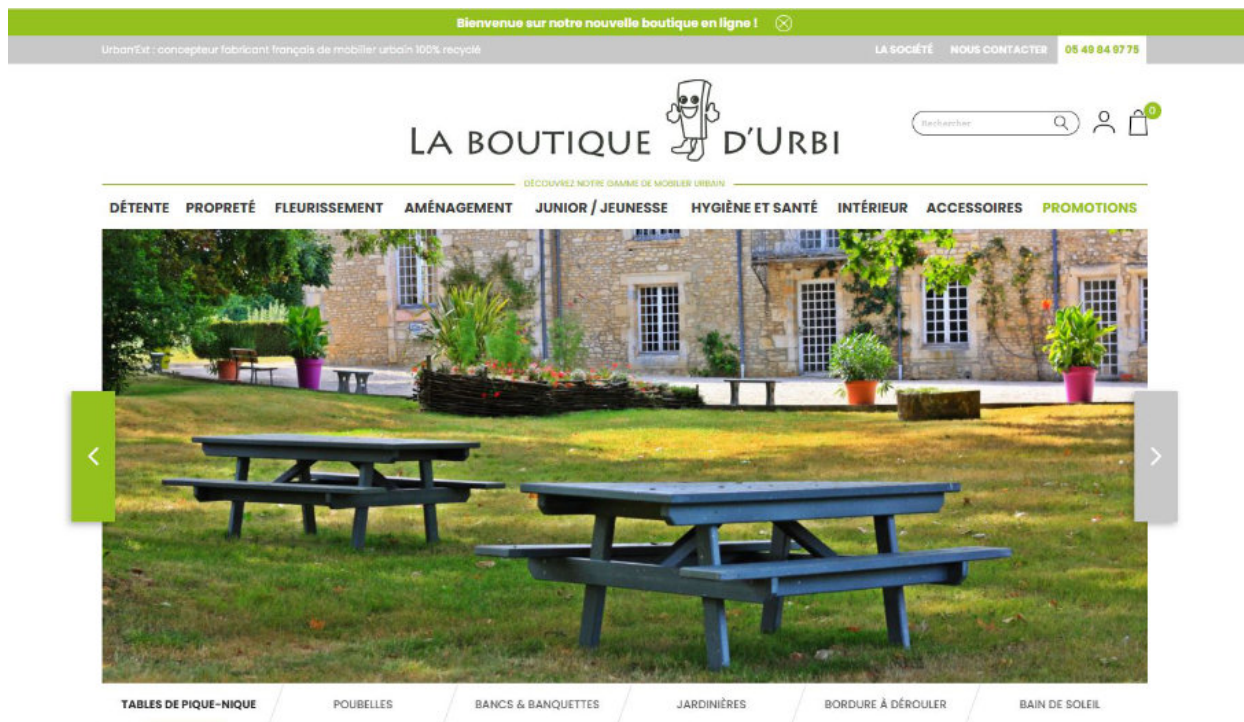 Bienvenue sur notre nouvelle boutique en ligne !
Urban'Ext : concepteur fabricant français de mobilier urbain 100% recyclé
LA SOCIÉTÉ NOUS CONTACTER 05 49 84 97 75
LA BOUTIQUE D'URBI
Rechercher
0
DÉCOUVREZ NOTRE GAMME DE MOBILIER URBAIN
DÉTENTE PROPRETÉ FLEURISSEMENT AMÉNAGEMENT JUNIOR / JEUNESSE HYGIÈNE ET SANTÉ INTÉRIEUR ACCESSOIRES PROMOTIONS
TABLES DE PIQUE-NIQUE POUBELLES BANCS & BANQUETTES JARDINIÈRES BORDURE À DÉROULER BAIN DE SOLEIL